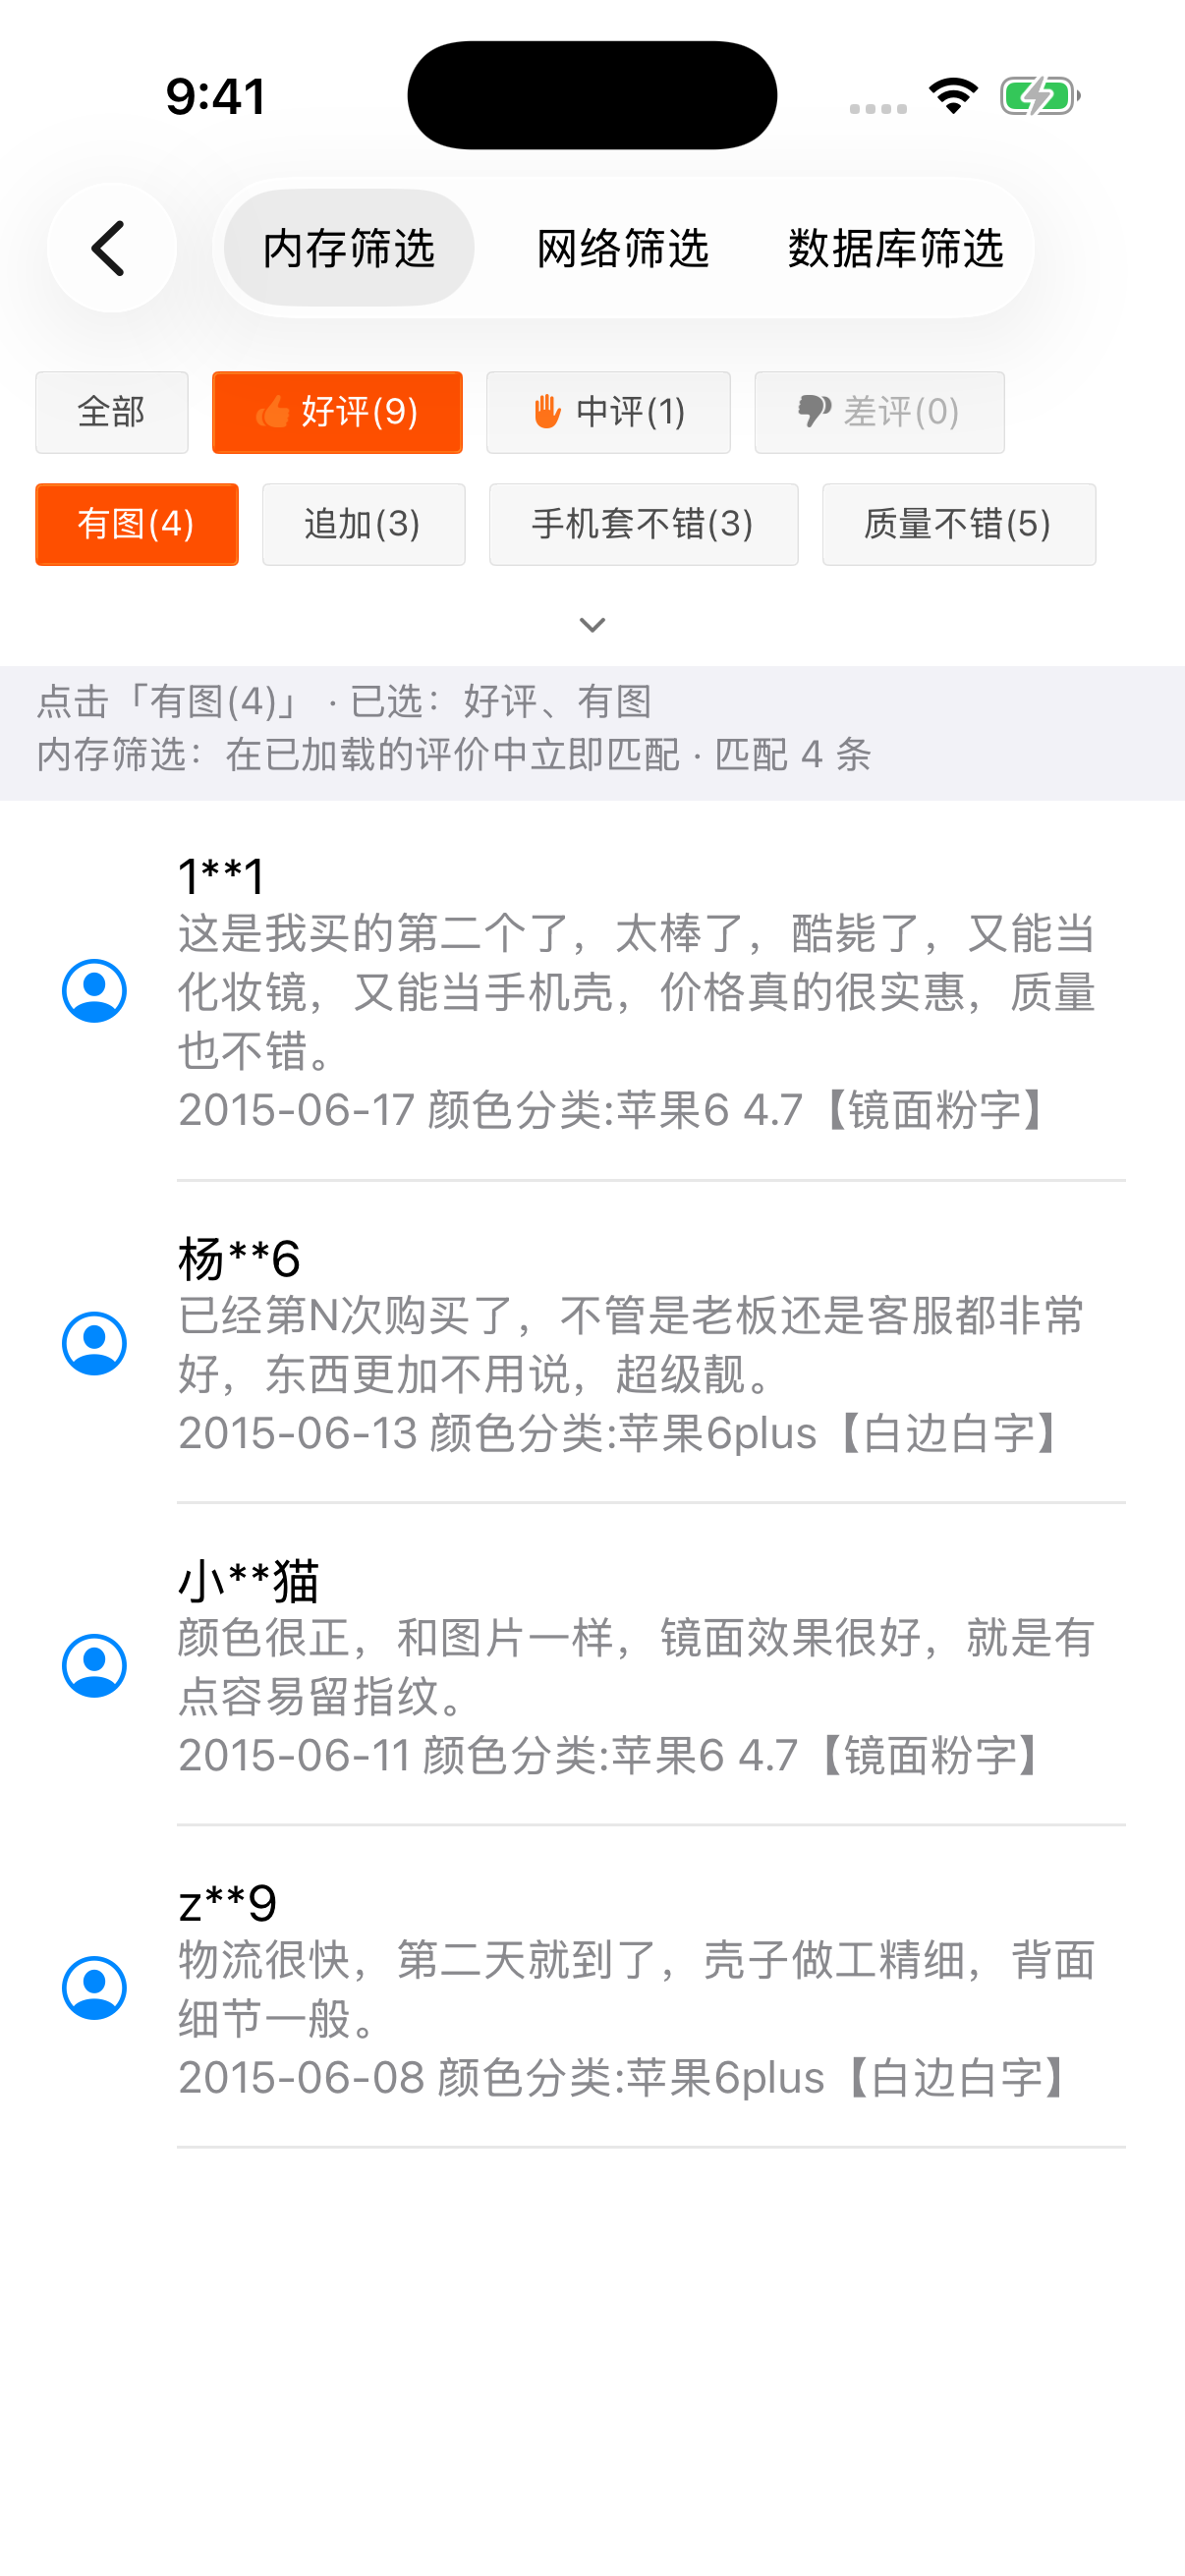 9:41
内存筛选 网络筛选 数据库筛选
全部 好评(9) 中评(1) 差评(0)
有图(4) 追加(3) 手机套不错(3) 质量不错(5)
点击「有图(4)」 · 已选：好评、有图
内存筛选：在已加载的评价中立即匹配 · 匹配 4 条
1**1
这是我买的第二个了，太棒了，酷毙了，又能当
化妆镜，又能当手机壳，价格真的很实惠，质量
也不错。
2015-06-17 颜色分类:苹果6 4.7【镜面粉字】
杨**6
已经第N次购买了，不管是老板还是客服都非常
好，东西更加不用说，超级靓。
2015-06-13 颜色分类:苹果6plus【白边白字】
小**猫
颜色很正，和图片一样，镜面效果很好，就是有
点容易留指纹。
2015-06-11 颜色分类:苹果6 4.7【镜面粉字】
z**9
物流很快，第二天就到了，壳子做工精细，背面
细节一般。
2015-06-08 颜色分类:苹果6plus【白边白字】